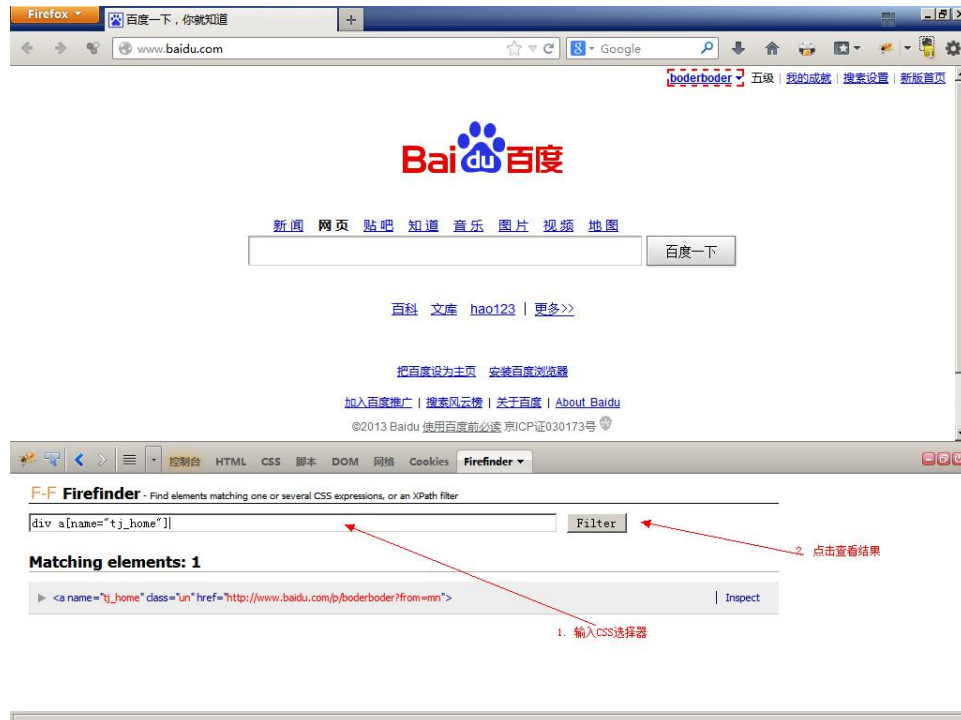 Firefox
百度一下，你就知道
www.baidu.com
Google
boderboder 五级 | 我的成就 | 搜索设置 | 新版首页
Bai du 百度
新闻 网页 贴吧 知道 音乐 图片 视频 地图
百度一下
百科 文库 hao123 | 更多>>
把百度设为主页 安装百度浏览器
加入百度推广 | 搜索风云榜 | 关于百度 | About Baidu
©2013 Baidu 使用百度前必读 京ICP证030173号
控制台 HTML CSS 脚本 DOM 网络 Cookies Firefinder
F-F Firefinder - Find elements matching one or several CSS expressions, or an XPath filter
div a[name="tj_home"]
Filter
2. 点击查看结果
Matching elements: 1
<a name="tj_home" class="un" href="http://www.baidu.com/p/boderboder?from=mn"> | Inspect
1. 输入CSS选择器